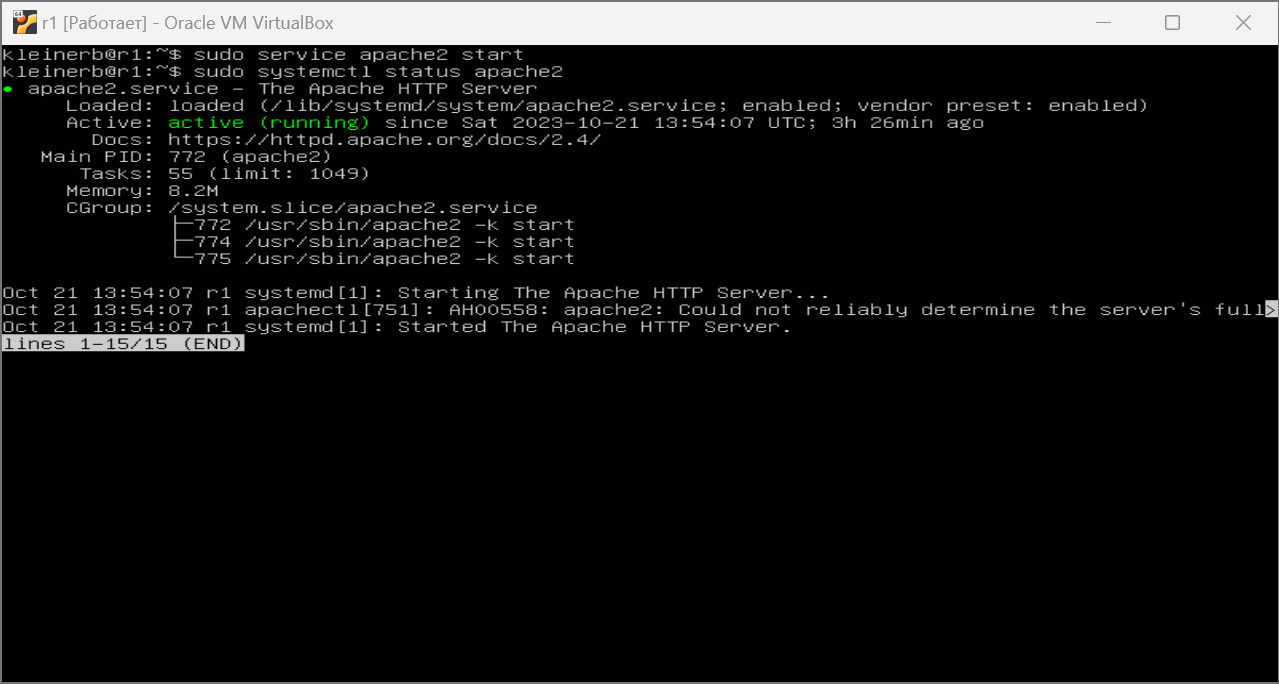 r1 [Работает] - Oracle VM VirtualBox
kleinerb@r1:~$ sudo service apache2 start
kleinerb@r1:~$ sudo systemctl status apache2
● apache2.service - The Apache HTTP Server
Loaded: loaded (/lib/systemd/system/apache2.service; enabled; vendor preset: enabled)
Active: active (running) since Sat 2023-10-21 13:54:07 UTC; 3h 26min ago
Docs: https://httpd.apache.org/docs/2.4/
Main PID: 772 (apache2)
Tasks: 55 (limit: 1049)
Memory: 8.2M
CGroup: /system.slice/apache2.service
├─772 /usr/sbin/apache2 -k start
├─774 /usr/sbin/apache2 -k start
└─775 /usr/sbin/apache2 -k start
Oct 21 13:54:07 r1 systemd[1]: Starting The Apache HTTP Server...
Oct 21 13:54:07 r1 apachectl[751]: AH00558: apache2: Could not reliably determine the server's full>
Oct 21 13:54:07 r1 systemd[1]: Started The Apache HTTP Server.
lines 1-15/15 (END)